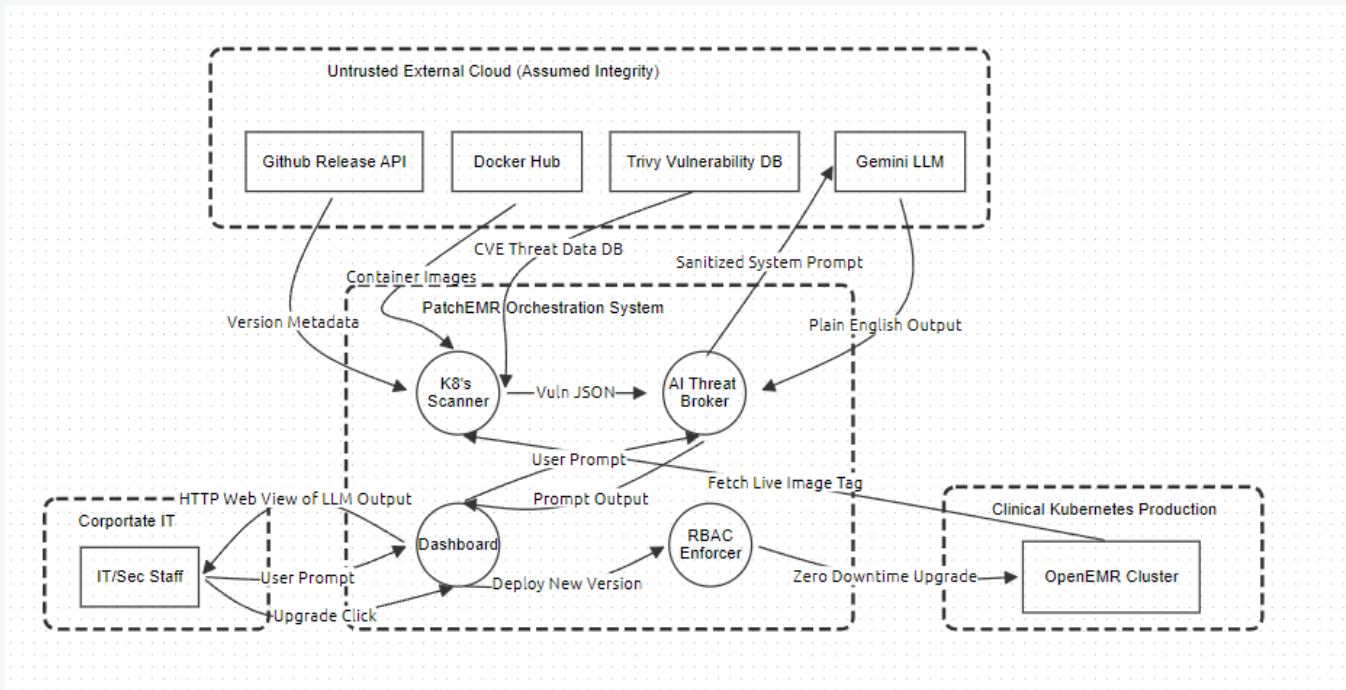 Untrusted External Cloud (Assumed Integrity)
Github Release API
Docker Hub
Trivy Vulnerability DB
Gemini LLM
CVE Threat Data DB
Sanitized System Prompt
Container Images
PatchEMR Orchestration System
Version Metadata
Plain English Output
K8's
Scanner
Vuln JSON
AI Threat
Broker
User Prompt
Fetch Live Image Tag
HTTP Web View of LLM Output
Prompt Output
Corportate IT
Clinical Kubernetes Production
IT/Sec Staff
User Prompt
Dashboard
RBAC
Enforcer
Deploy New Version
Zero Downtime Upgrade
OpenEMR Cluster
Upgrade Click